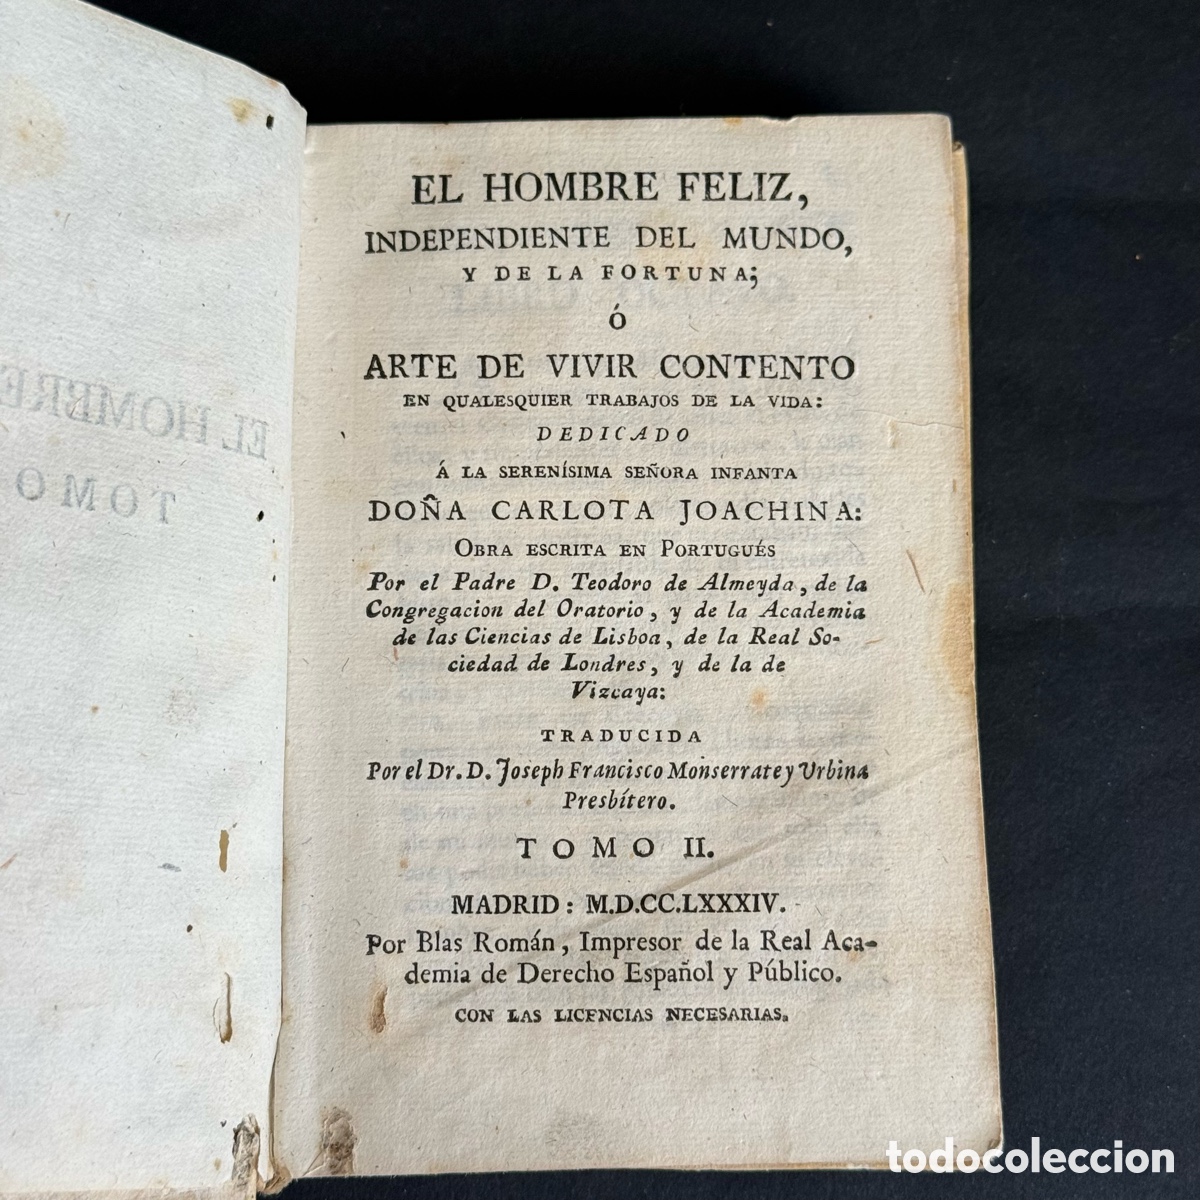 EL HOMBRE FELIZ,
INDEPENDIENTE DEL MUNDO,
Y DE LA FORTUNA;
Ó
ARTE DE VIVIR CONTENTO
EN QUALESQUIER TRABAJOS DE LA VIDA:
DEDICADO
Á LA SERENÍSIMA SEÑORA INFANTA
DOÑA CARLOTA JOACHINA:
OBRA ESCRITA EN PORTUGUÉS
Por el Padre D. Teodoro de Almeyda, de la
Congregacion del Oratorio, y de la Academia
de las Ciencias de Lisboa, de la Real So-
ciedad de Londres, y de la de
Vizcaya:
TRADUCIDA
Por el Dr. D. Joseph Francisco Monserrate y Urbina
Presbítero.
TOMO II.
MADRID: M.D.CC.LXXXIV.
Por Blas Román, Impresor de la Real Aca-
demia de Derecho Español y Público.
CON LAS LICENCIAS NECESARIAS.
EL HOMBRE
TOMO
todocoleccion